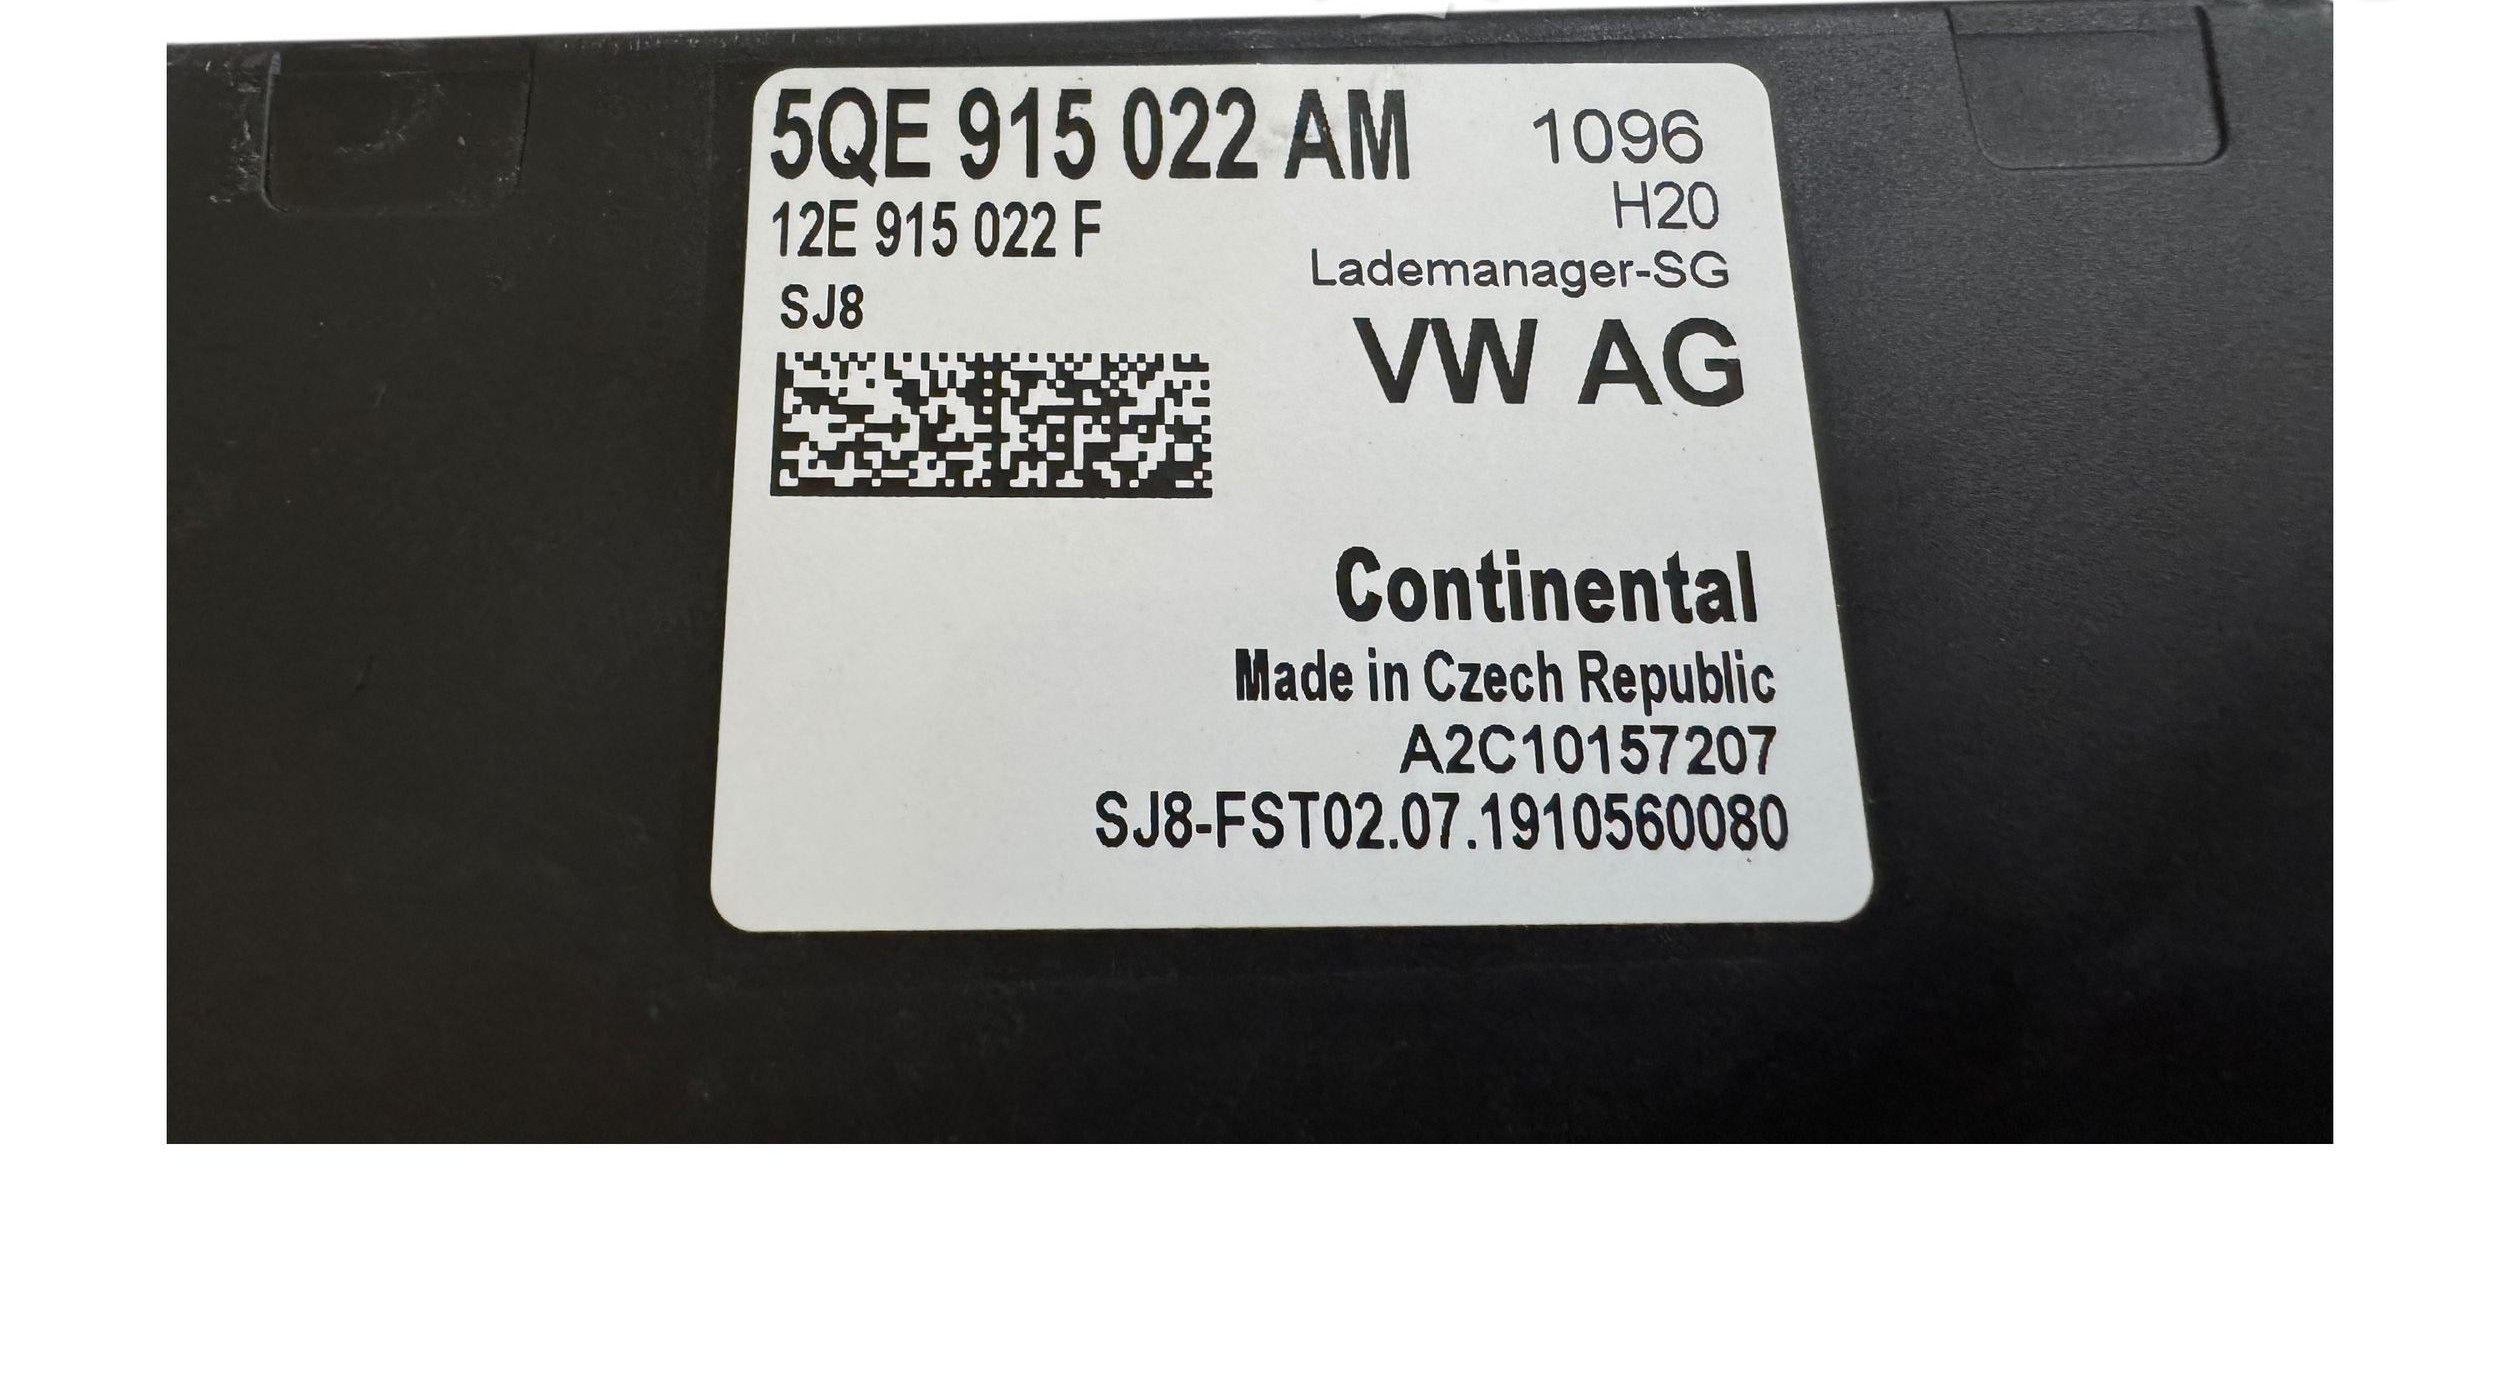 5QE 915 022 AM 1096
12E 915 022 F H20
SJ8 Lademanager-SG
VW AG
Continental
Made in Czech Republic
A2C10157207
SJ8-FST02.07.1910560080